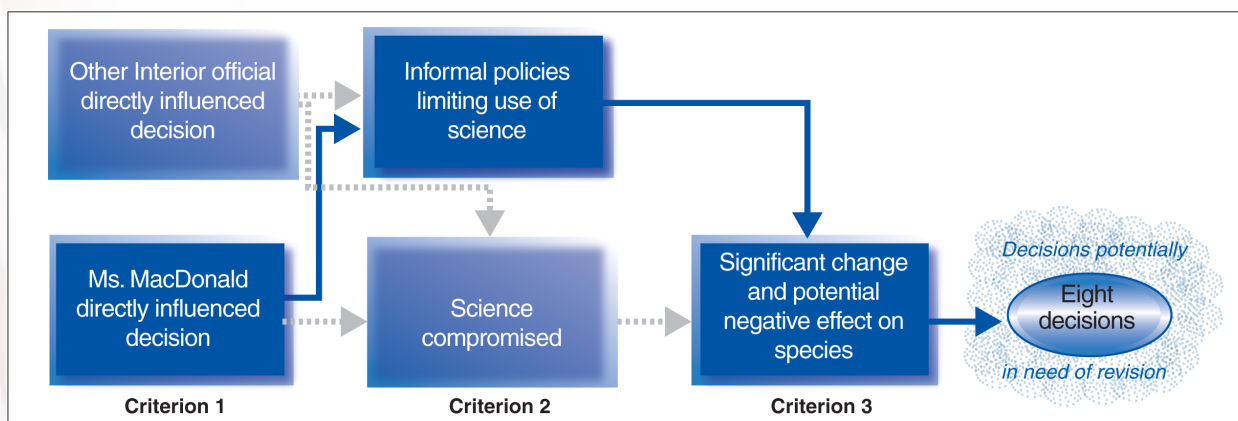 Other Interior official
directly influenced
decision
Informal policies
limiting use of
science
Ms. MacDonald
directly influenced
decision
Science
compromised
Significant change
and potential
negative effect on
species
Decisions potentially
Eight
decisions
in need of revision
Criterion 1
Criterion 2
Criterion 3